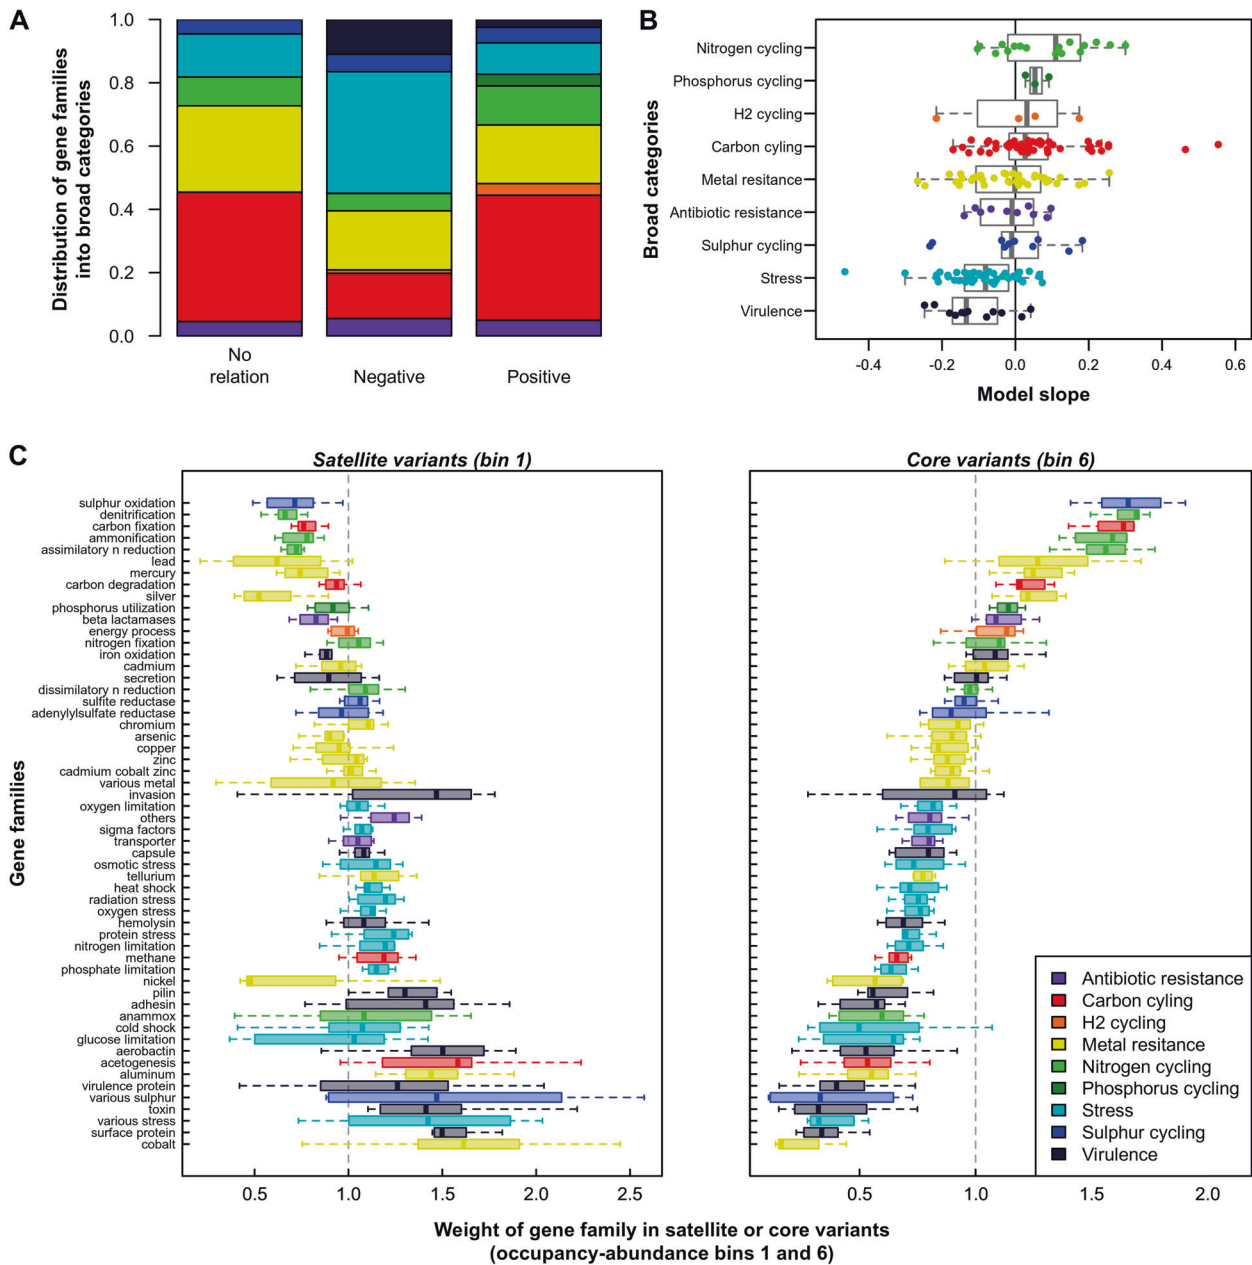 A
Distribution of gene families
into broad categories
1.0
0.8
0.6
0.4
0.2
0.0
No
relation
Negative
Positive
B
Broad categories
Nitrogen cycling
Phosphorus cycling
H2 cycling
Carbon cyling
Metal resitance
Antibiotic resistance
Sulphur cycling
Stress
Virulence
-0.4
-0.2
0.0
0.2
0.4
0.6
Model slope
C
Satellite variants (bin 1)
Core variants (bin 6)
Gene families
sulphur oxidation
denitrification
carbon fixation
ammonification
assimilatory n reduction
lead
mercury
carbon degradation
silver
phosphorus utilization
beta lactamases
energy process
nitrogen fixation
iron oxidation
cadmium
secretion
dissimilatory n reduction
sulfite reductase
adenylylsulfate reductase
chromium
arsenic
copper
zinc
cadmium cobalt zinc
various metal
invasion
oxygen limitation
others
sigma factors
transporter
capsule
osmotic stress
tellurium
heat shock
radiation stress
oxygen stress
hemolysin
protein stress
nitrogen limitation
methane
phosphate limitation
nickel
pilin
adhesin
anammox
cold shock
glucose limitation
aerobactin
acetogenesis
aluminum
virulence protein
various sulphur
toxin
various stress
surface protein
cobalt
0.5
1.0
1.5
2.0
2.5
0.5
1.0
1.5
2.0
Antibiotic resistance
Carbon cyling
H2 cycling
Metal resitance
Nitrogen cycling
Phosphorus cycling
Stress
Sulphur cycling
Virulence
Weight of gene family in satellite or core variants
(occupancy-abundance bins 1 and 6)